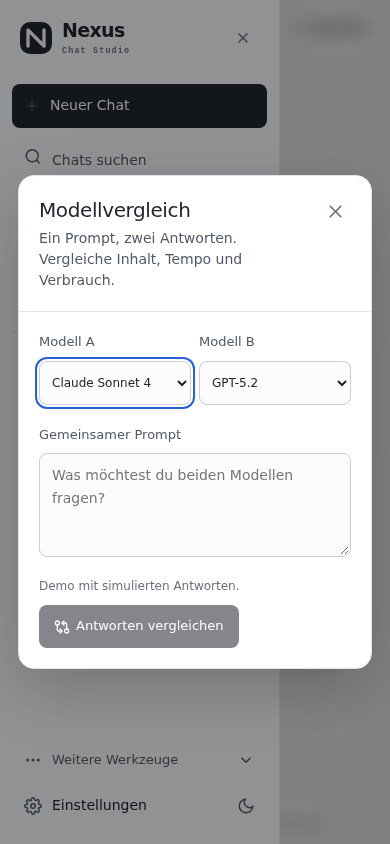 Nexus
Chat Studio
Neuer Chat
Chats suchen
Modellvergleich
Ein Prompt, zwei Antworten.
Vergleiche Inhalt, Tempo und
Verbrauch.
Modell A
Modell B
Claude Sonnet 4
GPT-5.2
Gemeinsamer Prompt
Was möchtest du beiden Modellen
fragen?
Demo mit simulierten Antworten.
Antworten vergleichen
Weitere Werkzeuge
Einstellungen